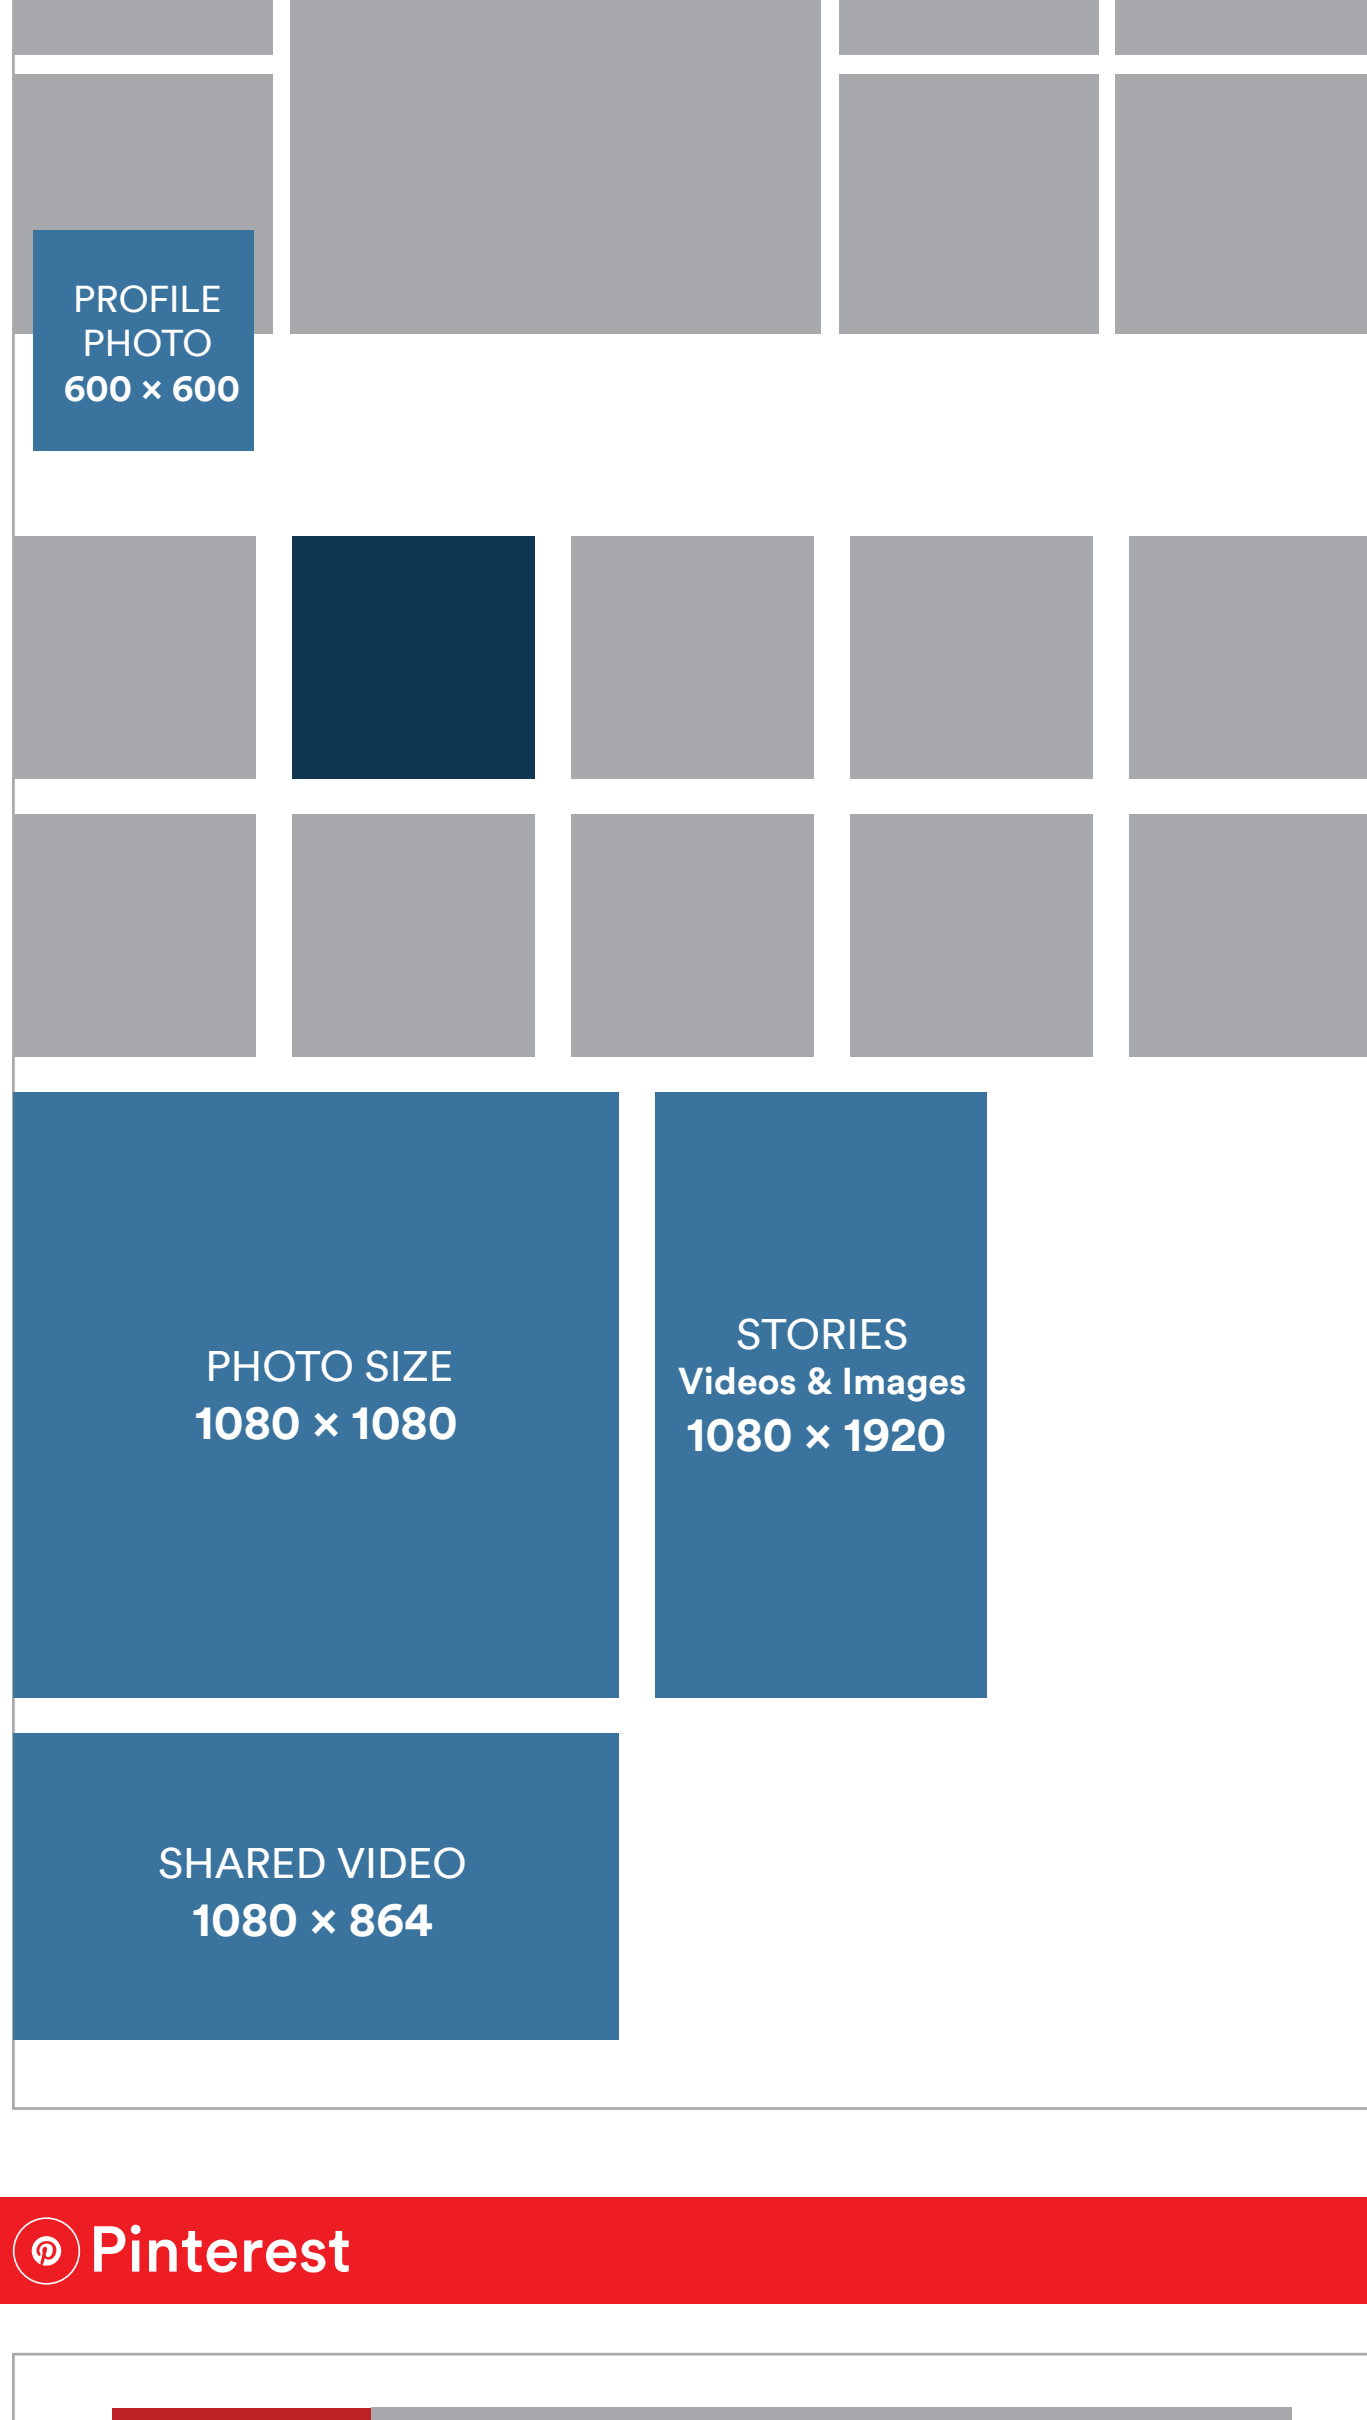 PROFILE
PHOTO
600 × 600
PHOTO SIZE
1080 × 1080
STORIES
Videos & Images
1080 × 1920
SHARED VIDEO
1080 × 864
Pinterest